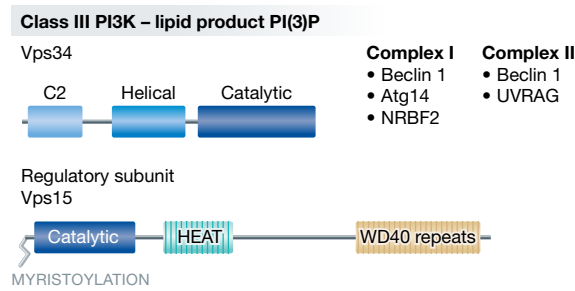 Class III PI3K – lipid product PI(3)P
Vps34
C2 Helical Catalytic
Complex I
• Beclin 1
• Atg14
• NRBF2
Complex II
• Beclin 1
• UVRAG
Regulatory subunit
Vps15
Catalytic HEAT WD40 repeats
MYRISTOYLATION